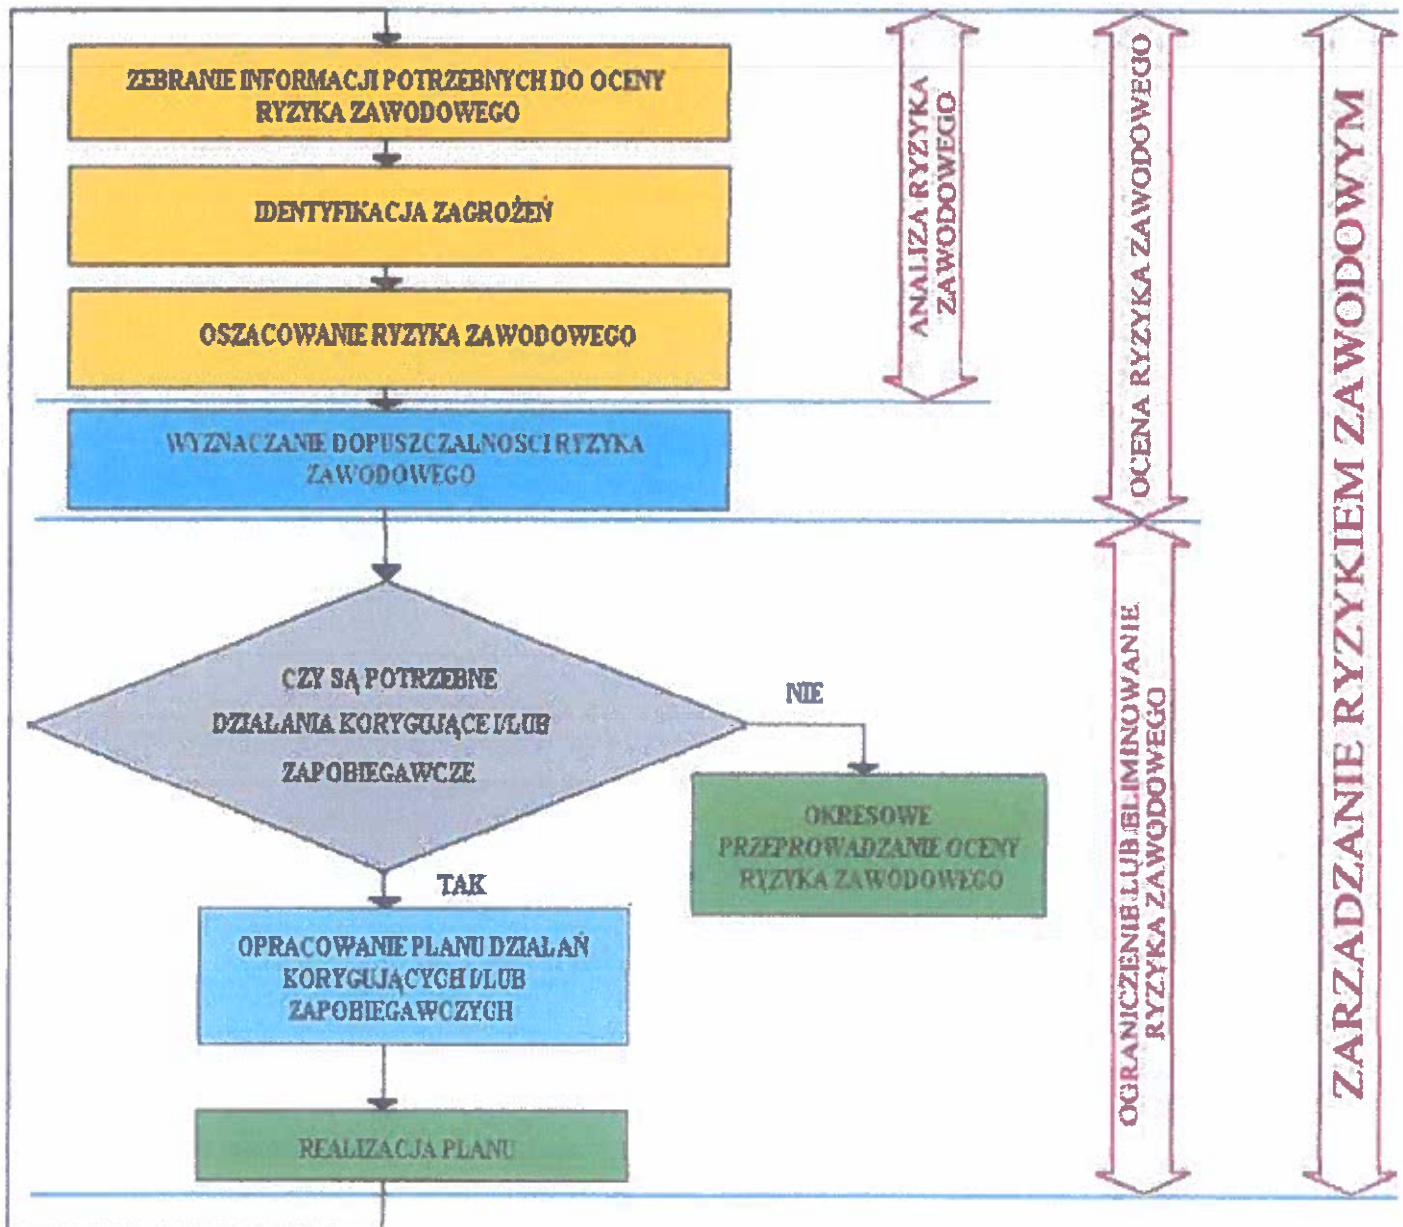 ZEBRANIE INFORMACJI POTRZEBNYCH DO OCENY
RYZYKA ZAWODOWEGO
IDENTYFIKACJA ZAGROŻEŃ
OSZACOWANIE RYZYKA ZAWODOWEGO
WYZNACZANIE DOPUSZCZALNOSCI RYZYKA
ZAWODOWEGO
CZY SĄ POTRZEBNE
DZIAŁANIA KORYGUJĄCE I/LUB
ZAPOBIEGAWCZE
NIE
OKRESOWE
PRZEPROWADZANIE OCENY
RYZYKA ZAWODOWEGO
TAK
OPRACOWANIE PLANU DZIAŁAŃ
KORYGUJĄCYCH I/LUB
ZAPOBIEGAWCZYCH
REALIZACJA PLANU
ANALIZA RYZYKA
ZAWODOWEGO
OCENA RYZYKA ZAWODOWEGO
OGRANICZENIE LUB ELIMINOWANIE
RYZYKA ZAWODOWEGO
ZARZADZANIE RYZYKIEM ZAWODOWYM